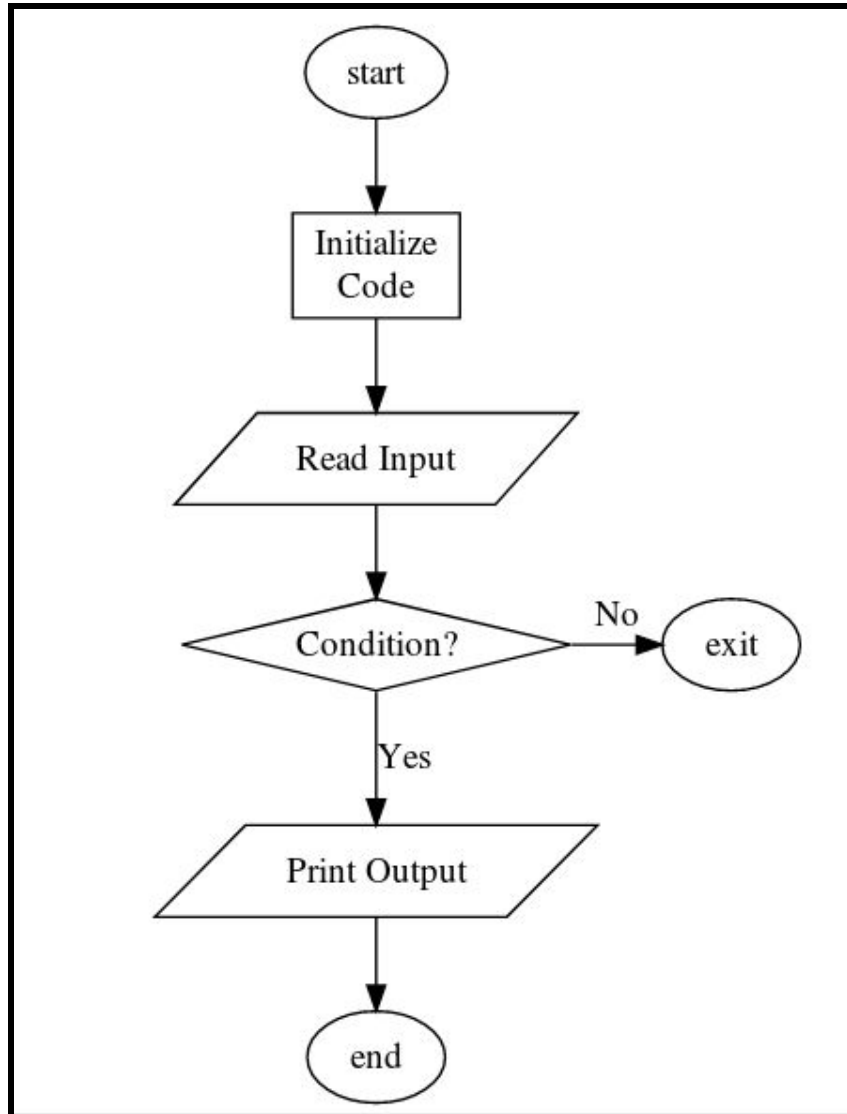 start
Initialize
Code
Read Input
Condition?
No
exit
Yes
Print Output
end